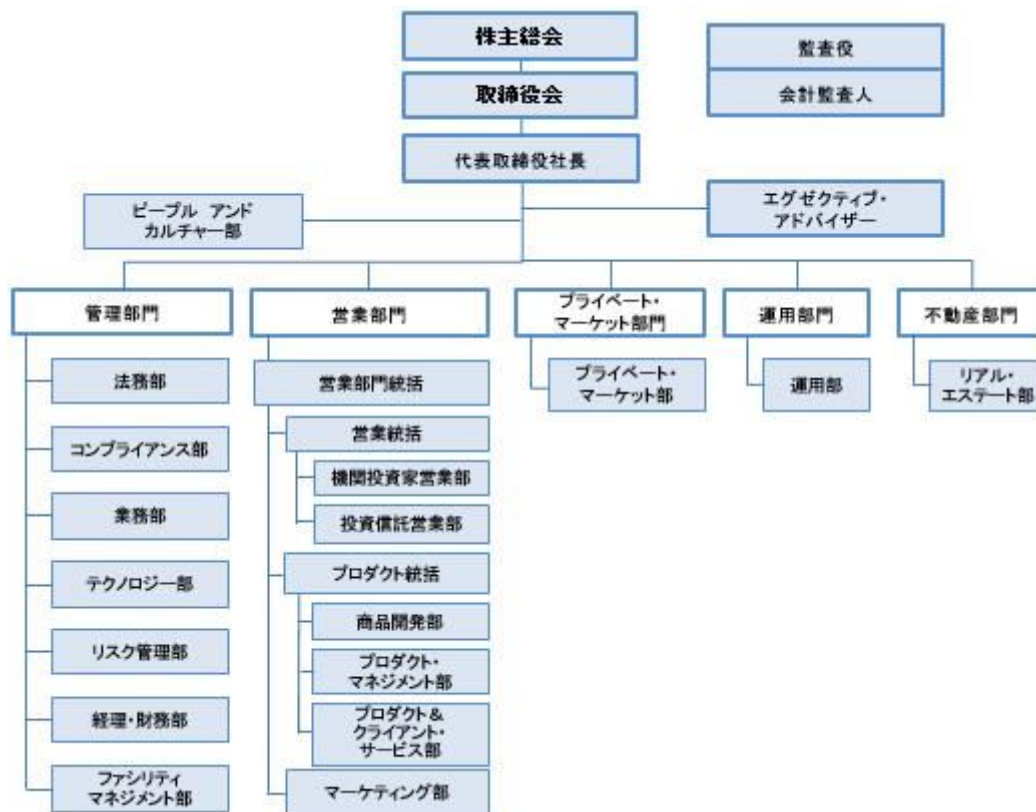 株主総会
取締役会
代表取締役社長
監査役
会計監査人
ピープル アンド
カルチャー部
エグゼクティブ・
アドバイザー
管理部門
法務部
コンプライアンス部
業務部
テクノロジー部
リスク管理部
経理・財務部
ファシリティ
マネジメント部
営業部門
営業部門統括
営業統括
機関投資家営業部
投資信託営業部
プロダクト統括
商品開発部
プロダクト・
マネジメント部
プロダクト&
クライアント・
サービス部
マーケティング部
プライベート・
マーケット部門
プライベート・
マーケット部
運用部門
運用部
不動産部門
リアル・
エステート部